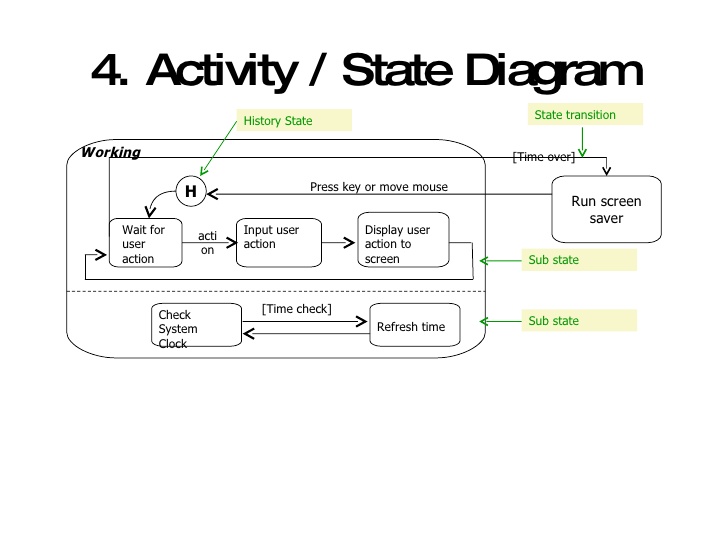 4. Activity / State Diagram
History State
State transition
Working
[Time over]
H
Press key or move mouse
Run screen
saver
Wait for
user
action
acti
on
Input user
action
Display user
action to
screen
Sub state
Check
System
Clock
[Time check]
Refresh time
Sub state